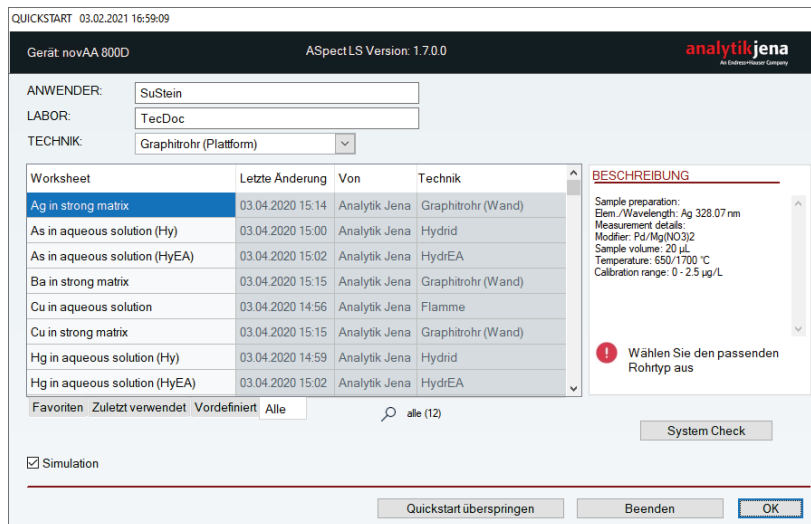 QUICKSTART 03.02.2021 16:59:09
Gerät: novAA 800D ASpect LS Version: 1.7.0.0 analytikjena
An Endress+Hauser Company
ANWENDER: SuStein
LABOR: TecDoc
TECHNIK: Graphitrohr (Plattform)
Worksheet Letzte Änderung Von Technik
Ag in strong matrix 03.04.2020 15:14 Analytik Jena Graphitrohr (Wand)
As in aqueous solution (Hy) 03.04.2020 15:00 Analytik Jena Hydrid
As in aqueous solution (HyEA) 03.04.2020 15:02 Analytik Jena HydrEA
Ba in strong matrix 03.04.2020 15:15 Analytik Jena Graphitrohr (Wand)
Cu in aqueous solution 03.04.2020 14:56 Analytik Jena Flamme
Cu in strong matrix 03.04.2020 15:15 Analytik Jena Graphitrohr (Wand)
Hg in aqueous solution (Hy) 03.04.2020 14:59 Analytik Jena Hydrid
Hg in aqueous solution (HyEA) 03.04.2020 15:02 Analytik Jena HydrEA
BESCHREIBUNG
Sample preparation:
Elem./Wavelength: Ag 328.07 nm
Measurement details:
Modifier: Pd/Mg(NO3)2
Sample volume: 20 µL
Temperature: 650/1700 °C
Calibration range: 0 - 2.5 µg/L
Wählen Sie den passenden
Rohrtyp aus
Favoriten Zuletzt verwendet Vordefiniert Alle alle (12)
System Check
Simulation
Quickstart überspringen Beenden OK